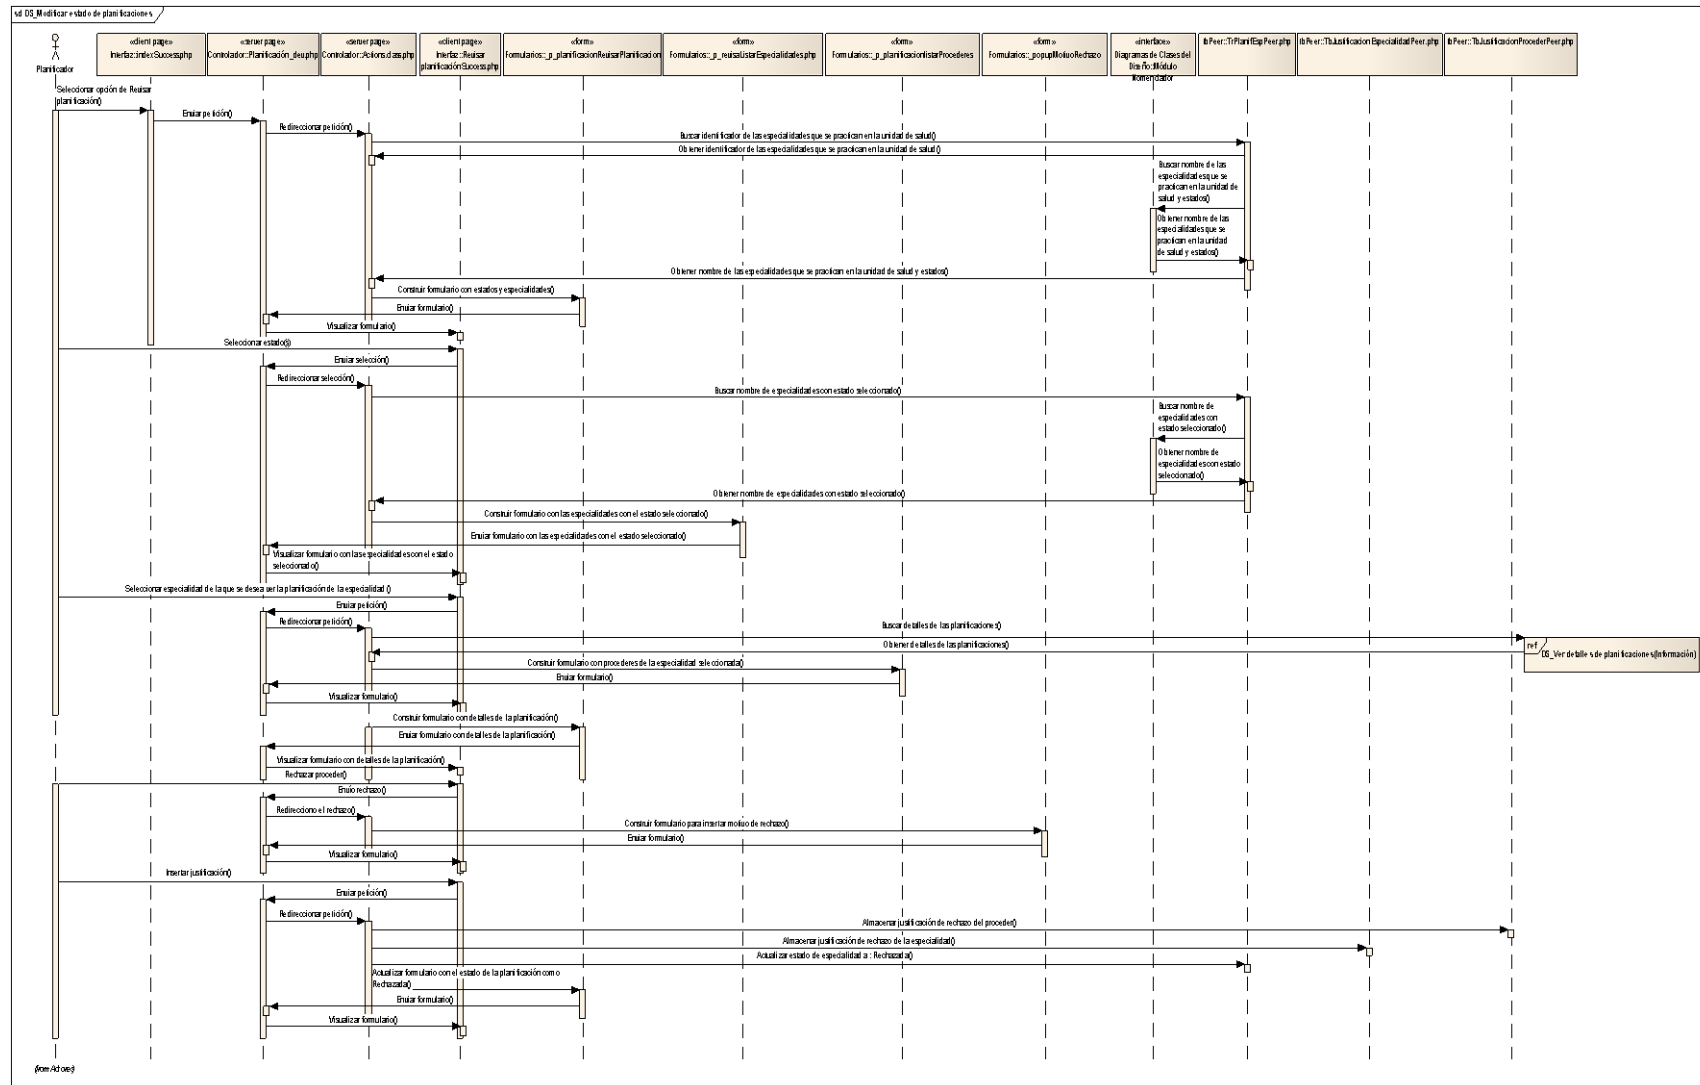 sd DS_Modificar estado de planificaciones
Planificador
«client page»
Interfaz::indexSuccess.php
«server page»
Controlador::Planificación_dev.php
«server page»
Controlador::Actions.class.php
«client page»
Interfaz::Revisar
planificaciónSuccess.php
«form»
Formularios::_p_planificacionRevisarPlanificacion
«form»
Formularios::_p_revisaListarEspecialidades.php
«form»
Formularios::_p_planificacionlistarProcederes
«form»
Formularios::_popupMotivoRechazo
«interface»
Diagramas de Clases del
Diseño::Módulo
Nomenclador
tbPeer::TrPlanifEspPeer.php
tbPeer::TbJustificacionEspecialidadPeer.php
tbPeer::TbJustificacionProcederPeer.php
Seleccionar opción de Revisar
planificación()
Enviar petición()
Redireccionar petición()
Buscar identificador de las especialidades que se practican en la unidad de salud()
Obtener identificador de las especialidades que se practican en la unidad de salud()
Buscar nombre de las
especialidades que se
practican en la unidad de
salud y estados()
Obtener nombre de las
especialidades que se
practican en la unidad
de salud y estados()
Obtener nombre de las especialidades que se practican en la unidad de salud y estados()
Construir formulario con estados y especialidades()
Enviar formulario()
Visualizar formulario()
Seleccionar estado(s)
Enviar selección()
Redireccionar selección()
Buscar nombre de especialidades con estado seleccionado()
Buscar nombre de
especialidades con
estado seleccionado()
Obtener nombre de
especialidades con estado
seleccionado()
Obtener nombre de especialidades con estado seleccionado()
Construir formulario con las especialidades con el estado seleccionado()
Enviar formulario con las especialidades con el estado seleccionado()
Visualizar formulario con las especialidades con el estado
seleccionado()
Seleccionar especialidad de la que se desea ver la planificación de la especialidad()
Enviar petición()
Redireccionar petición()
Buscar detalles de las planificaciones()
Obtener detalles de las planificaciones()
ref
DS_Ver detalles de planificaciones(Información)
Construir formulario con procederes de la especialidad seleccionada()
Enviar formulario()
Visualizar formulario()
Construir formulario con detalles de la planificación()
Enviar formulario con detalles de la planificación()
Visualizar formulario con detalles de la planificación()
Rechazar proceder()
Envío rechazo()
Redirecciono el rechazo()
Construir formulario para insertar motivo de rechazo()
Enviar formulario()
Visualizar formulario()
Insertar justificación()
Enviar petición()
Redireccionar petición()
Almacenar justificación de rechazo del proceder()
Almacenar justificación de rechazo de la especialidad()
Actualizar estado de especialidad a : Rechazada()
Actualizar formulario con el estado de la planificación como
Rechazada()
Enviar formulario()
Visualizar formulario()
(from Actores)